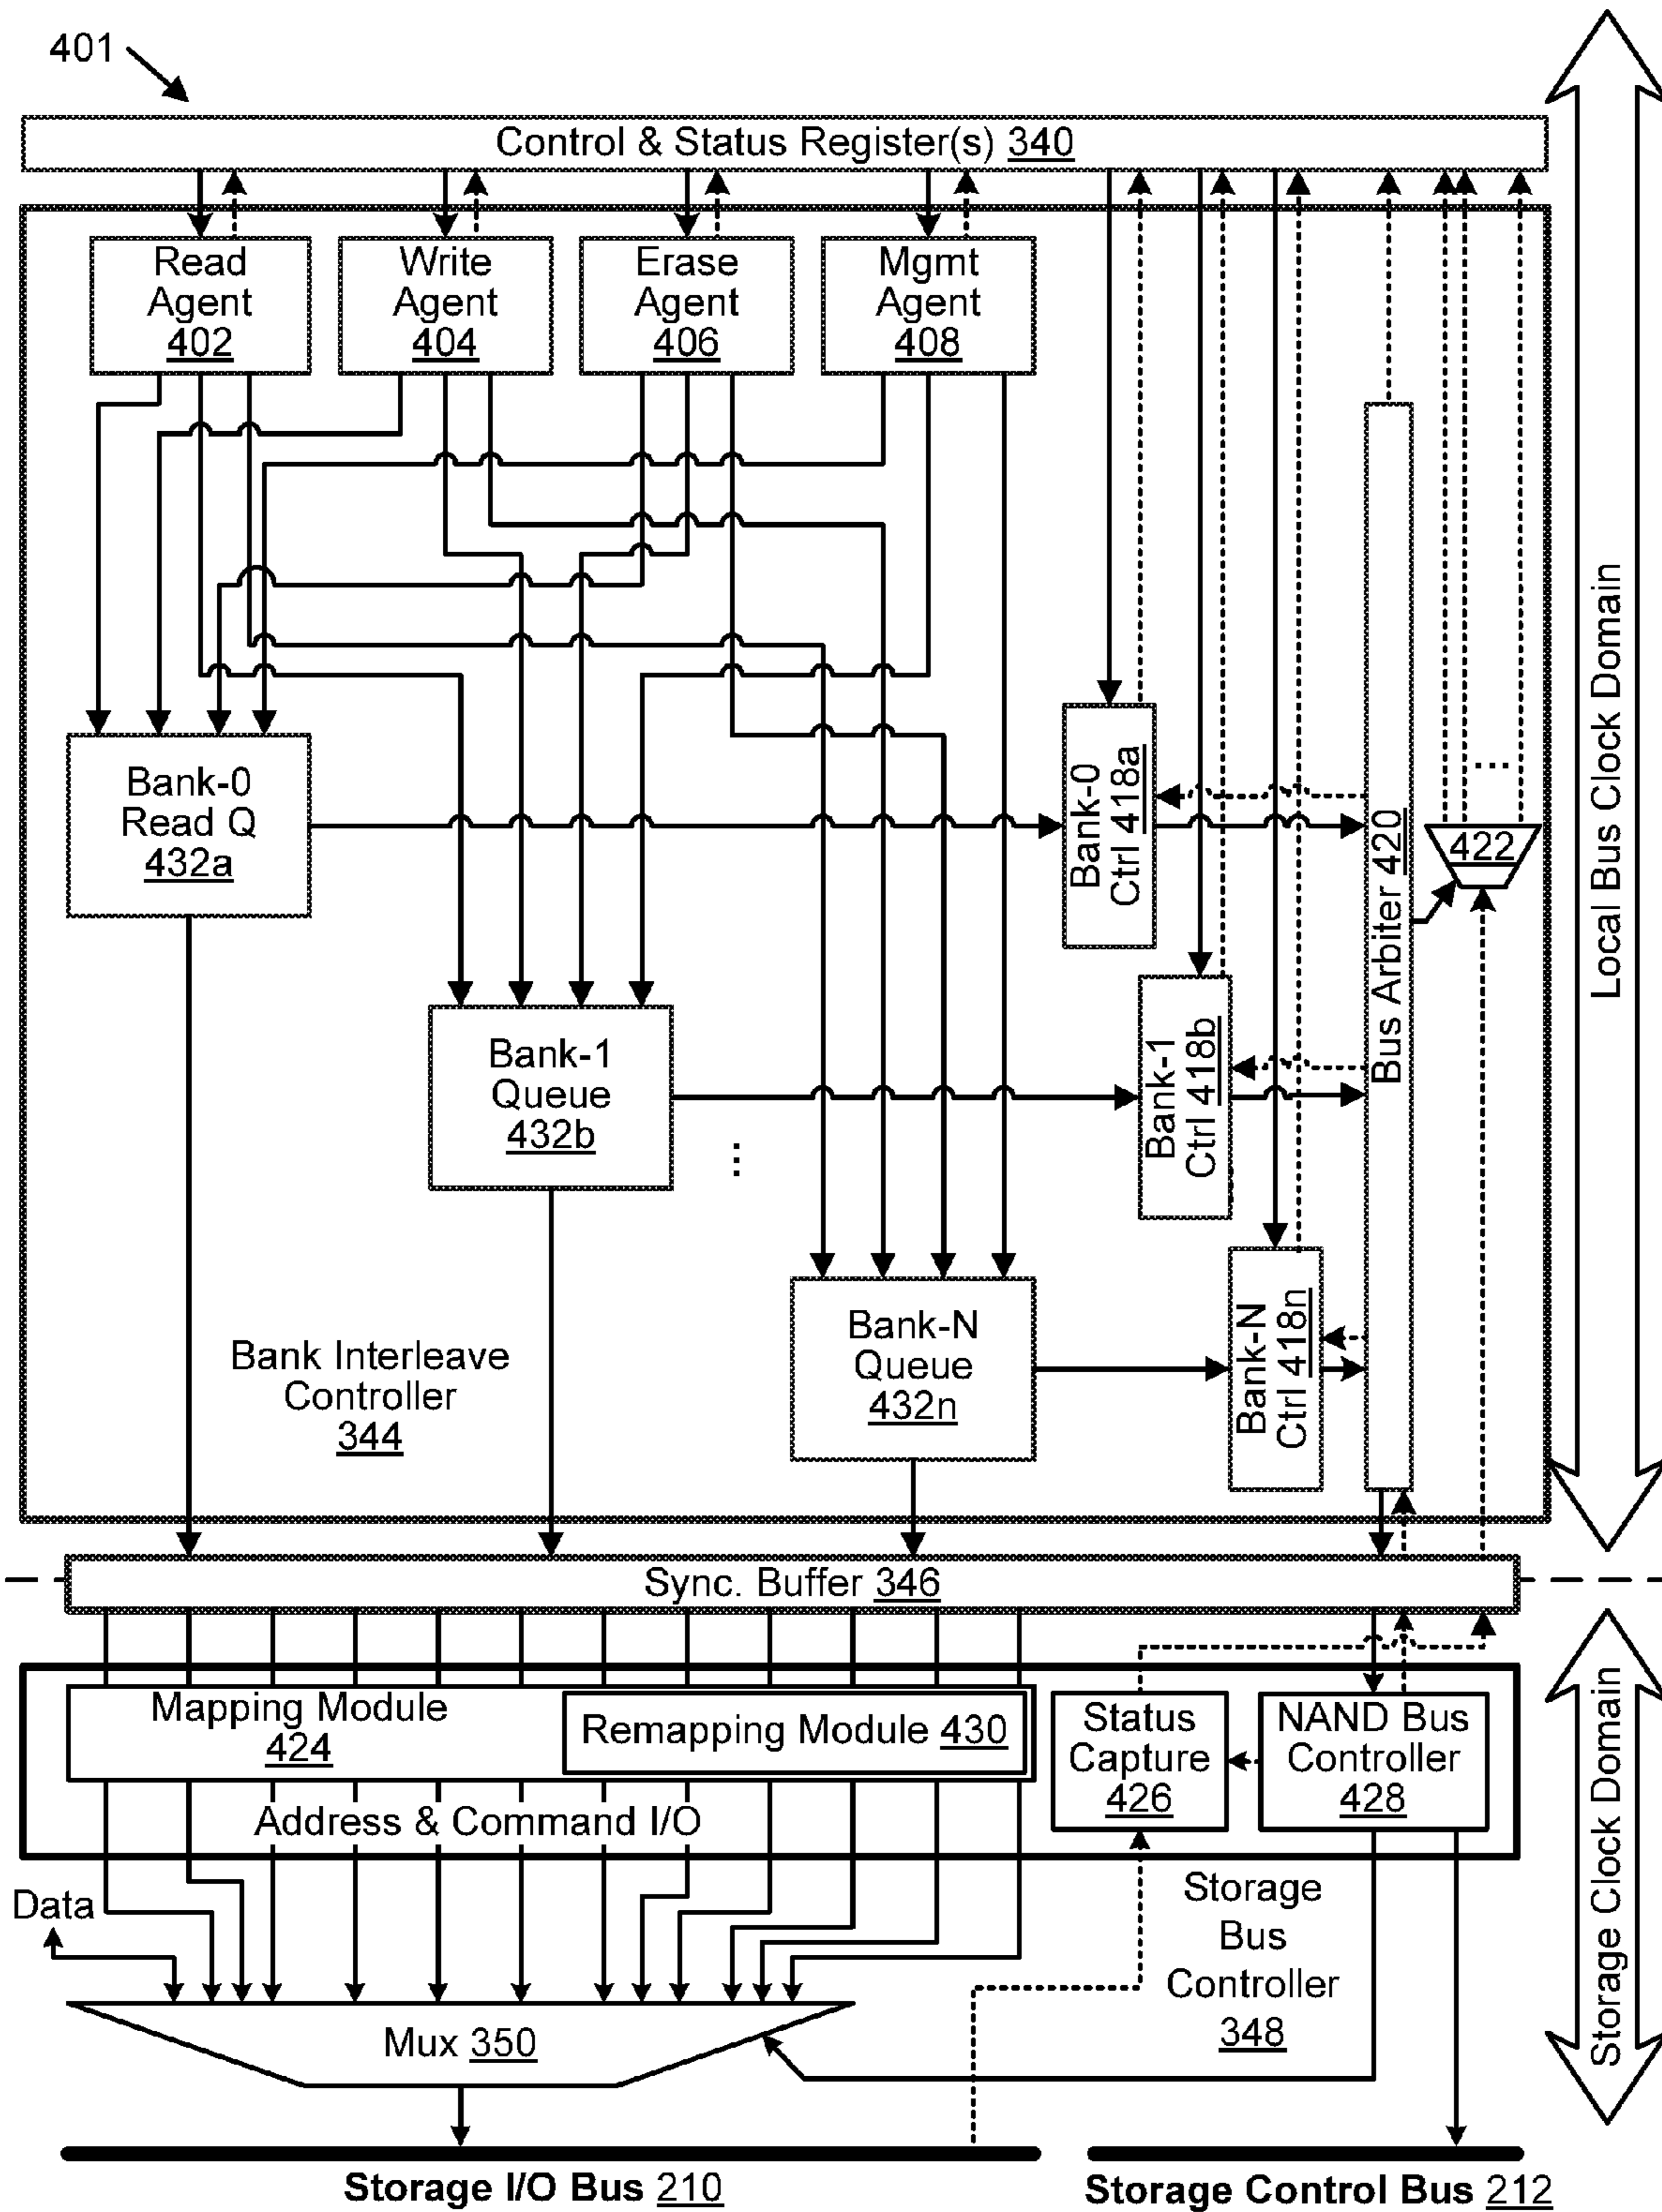 401
Control & Status Register(s) 340
Read
Agent
402
Write
Agent
404
Erase
Agent
406
Mgmt
Agent
408
Bank-0
Read Q
432a
Bank-0
Ctrl 418a
Bus Arbiter 420
...
422
Local Bus Clock Domain
Bank-1
Queue
432b
...
Bank-1
Ctrl 418b
Bank-N
Queue
432n
Bank-N
Ctrl 418n
Bank Interleave
Controller
344
Sync. Buffer 346
Mapping Module
424
Remapping Module 430
Status
Capture
426
NAND Bus
Controller
428
Address & Command I/O
Storage Clock Domain
Data
Storage
Bus
Controller
348
Mux 350
Storage I/O Bus 210
Storage Control Bus 212